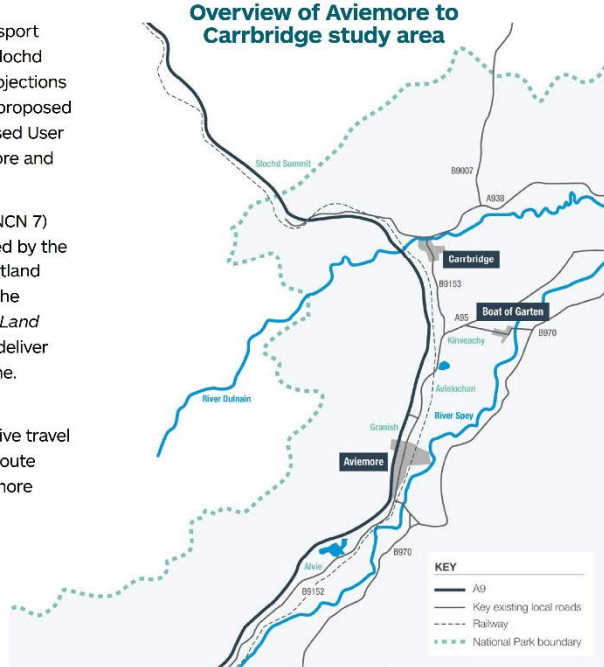 Overview of Aviemore to
Carrbridge study area
sport
lochd
ojections
proposed
sed User
ore and
NCN 7)
ed by the
tland
he
Land
deliver
ne.
ive travel
oute
more
Slochd Summit
B9007
A938
Carrbridge
B9153
Boat of Garten
A95
B970
Kinveachy
Avielochan
River Dulnain
River Spey
Granish
Aviemore
B970
Alvie
B9152
KEY
A9
Key existing local roads
Railway
National Park boundary